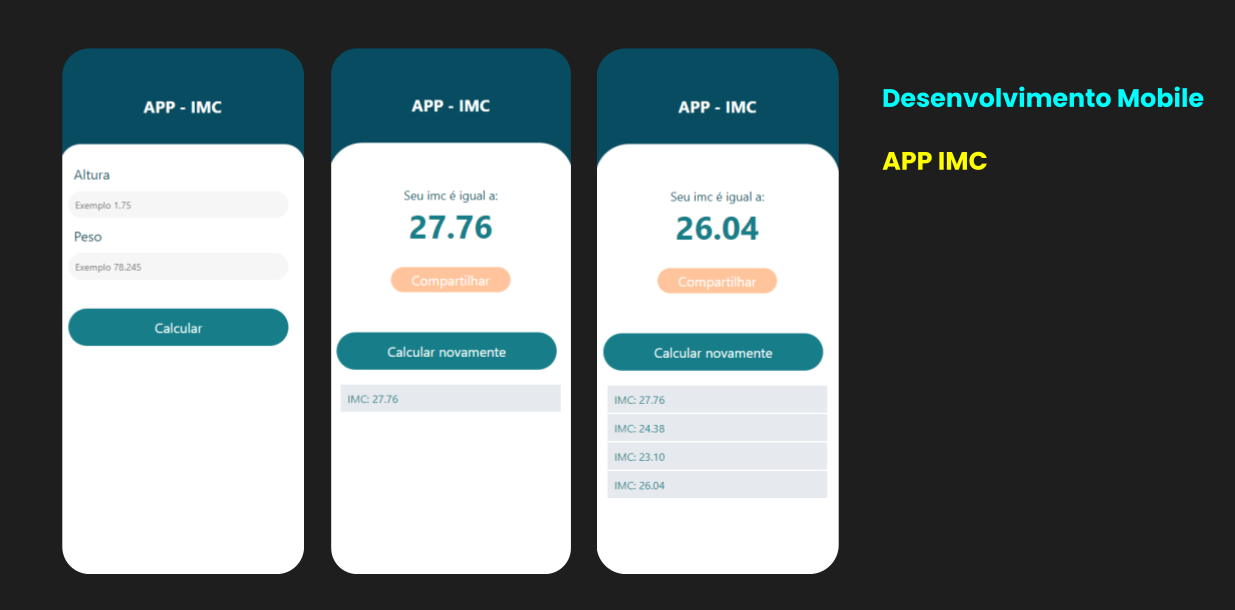 APP - IMC
Altura
Exemplo 1.75
Peso
Exemplo 78.245
Calcular
APP - IMC
Seu imc é igual a:
27.76
Compartilhar
Calcular novamente
IMC: 27.76
APP - IMC
Seu imc é igual a:
26.04
Compartilhar
Calcular novamente
IMC: 27.76
IMC: 24.38
IMC: 23.10
IMC: 26.04
Desenvolvimento Mobile
APP IMC